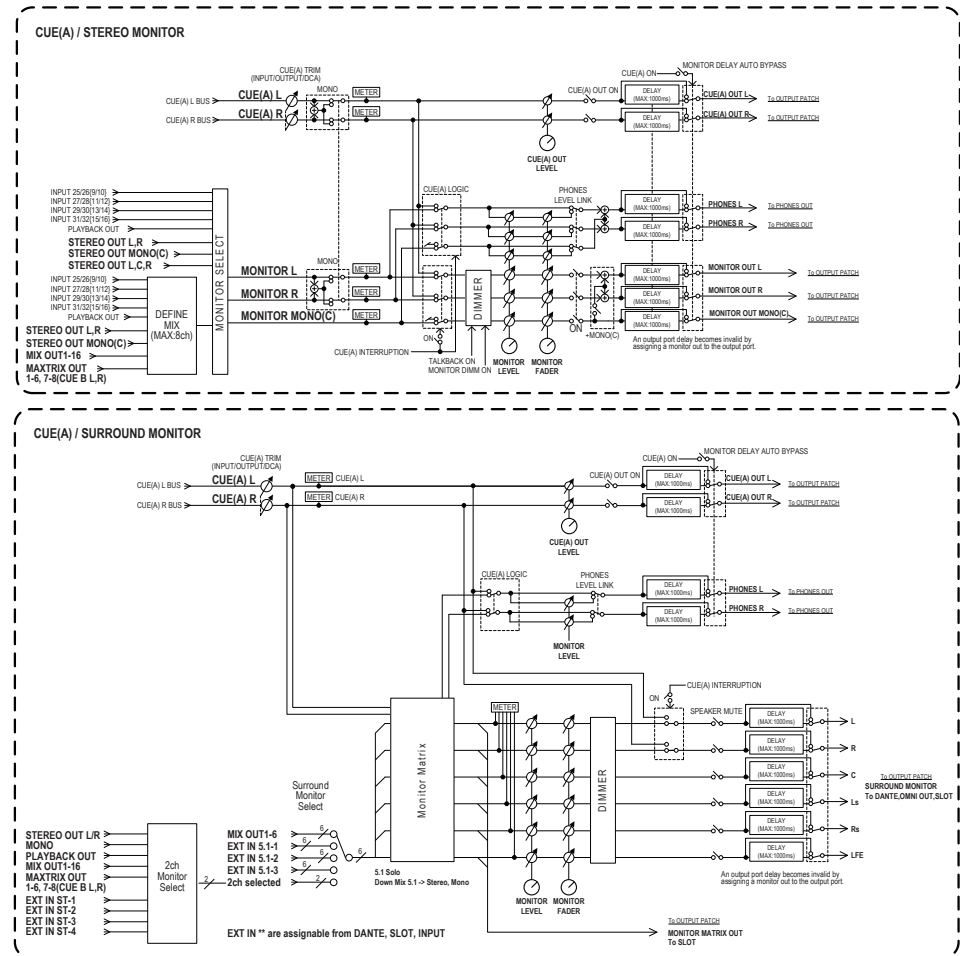 CUE(A) / STEREO MONITOR
CUE(A) TRIM
(INPUT/OUTPUT/DCA)
MONO
METER
CUE(A) L BUS
CUE(A) L
CUE(A) R BUS
CUE(A) R
METER
MONITOR DELAY AUTO BYPASS
CUE(A) ON
CUE(A) OUT ON
DELAY
(MAX:1000ms)
CUE(A) OUT L
To OUTPUT PATCH
DELAY
(MAX:1000ms)
CUE(A) OUT R
To OUTPUT PATCH
CUE(A) OUT
LEVEL
INPUT 25/26{9/10}
INPUT 27/28{11/12}
INPUT 29/30{13/14}
INPUT 31/32{15/16}
PLAYBACK OUT
STEREO OUT L,R
STEREO OUT MONO(C)
STEREO OUT L,C,R
INPUT 25/26{9/10}
INPUT 27/28{11/12}
INPUT 29/30{13/14}
INPUT 31/32{15/16}
PLAYBACK OUT
STEREO OUT L,R
STEREO OUT MONO(C)
MIX OUT1-16
MAXTRIX OUT
1-6, 7-8(CUE B L,R)
DEFINE
MIX
(MAX:8ch)
MONITOR SELECT
MONO
MONITOR L
METER
MONITOR R
METER
MONITOR MONO(C)
METER
CUE(A) LOGIC
PHONES
LEVEL LINK
DELAY
(MAX:1000ms)
PHONES L
To PHONES OUT
DELAY
(MAX:1000ms)
PHONES R
To PHONES OUT
DIMMER
ON
CUE(A) INTERRUPTION
TALKBACK ON
MONITOR DIMM ON
MONITOR
LEVEL
MONITOR
FADER
ON
+MONO(C)
DELAY
(MAX:1000ms)
MONITOR OUT L
To OUTPUT PATCH
DELAY
(MAX:1000ms)
MONITOR OUT R
To OUTPUT PATCH
DELAY
(MAX:1000ms)
MONITOR OUT MONO(C)
To OUTPUT PATCH
An output port delay becomes invalid by
assigning a monitor out to the output port.
CUE(A) / SURROUND MONITOR
CUE(A) TRIM
(INPUT/OUTPUT/DCA)
CUE(A) L BUS
CUE(A) L
METER
CUE(A) L
CUE(A) R BUS
CUE(A) R
METER
CUE(A) R
MONITOR DELAY AUTO BYPASS
CUE(A) ON
CUE(A) OUT ON
DELAY
(MAX:1000ms)
CUE(A) OUT L
To OUTPUT PATCH
DELAY
(MAX:1000ms)
CUE(A) OUT R
To OUTPUT PATCH
CUE(A) OUT
LEVEL
CUE(A) LOGIC
PHONES
LEVEL LINK
DELAY
(MAX:1000ms)
PHONES L
To PHONES OUT
DELAY
(MAX:1000ms)
PHONES R
To PHONES OUT
MONITOR
LEVEL
CUE(A) INTERRUPTION
ON
SPEAKER MUTE
METER
Monitor Matrix
DIMMER
DELAY
(MAX:1000ms)
L
DELAY
(MAX:1000ms)
R
DELAY
(MAX:1000ms)
C
DELAY
(MAX:1000ms)
Ls
DELAY
(MAX:1000ms)
Rs
DELAY
(MAX:1000ms)
LFE
To OUTPUT PATCH
SURROUND MONITOR
To DANTE,OMNI OUT,SLOT
An output port delay becomes invalid by
assigning a monitor out to the output port.
Surround
Monitor
Select
STEREO OUT L/R
MONO
PLAYBACK OUT
MIX OUT1-16
MAXTRIX OUT
1-6, 7-8(CUE B L,R)
EXT IN ST-1
EXT IN ST-2
EXT IN ST-3
EXT IN ST-4
2ch
Monitor
Select
2
MIX OUT1-6
6
EXT IN 5.1-1
6
EXT IN 5.1-2
6
EXT IN 5.1-3
6
2ch selected
2
6
5.1 Solo
Down Mix 5.1 -> Stereo, Mono
MONITOR
LEVEL
MONITOR
FADER
EXT IN ** are assignable from DANTE, SLOT, INPUT
To OUTPUT PATCH
MONITOR MATRIX OUT
To SLOT